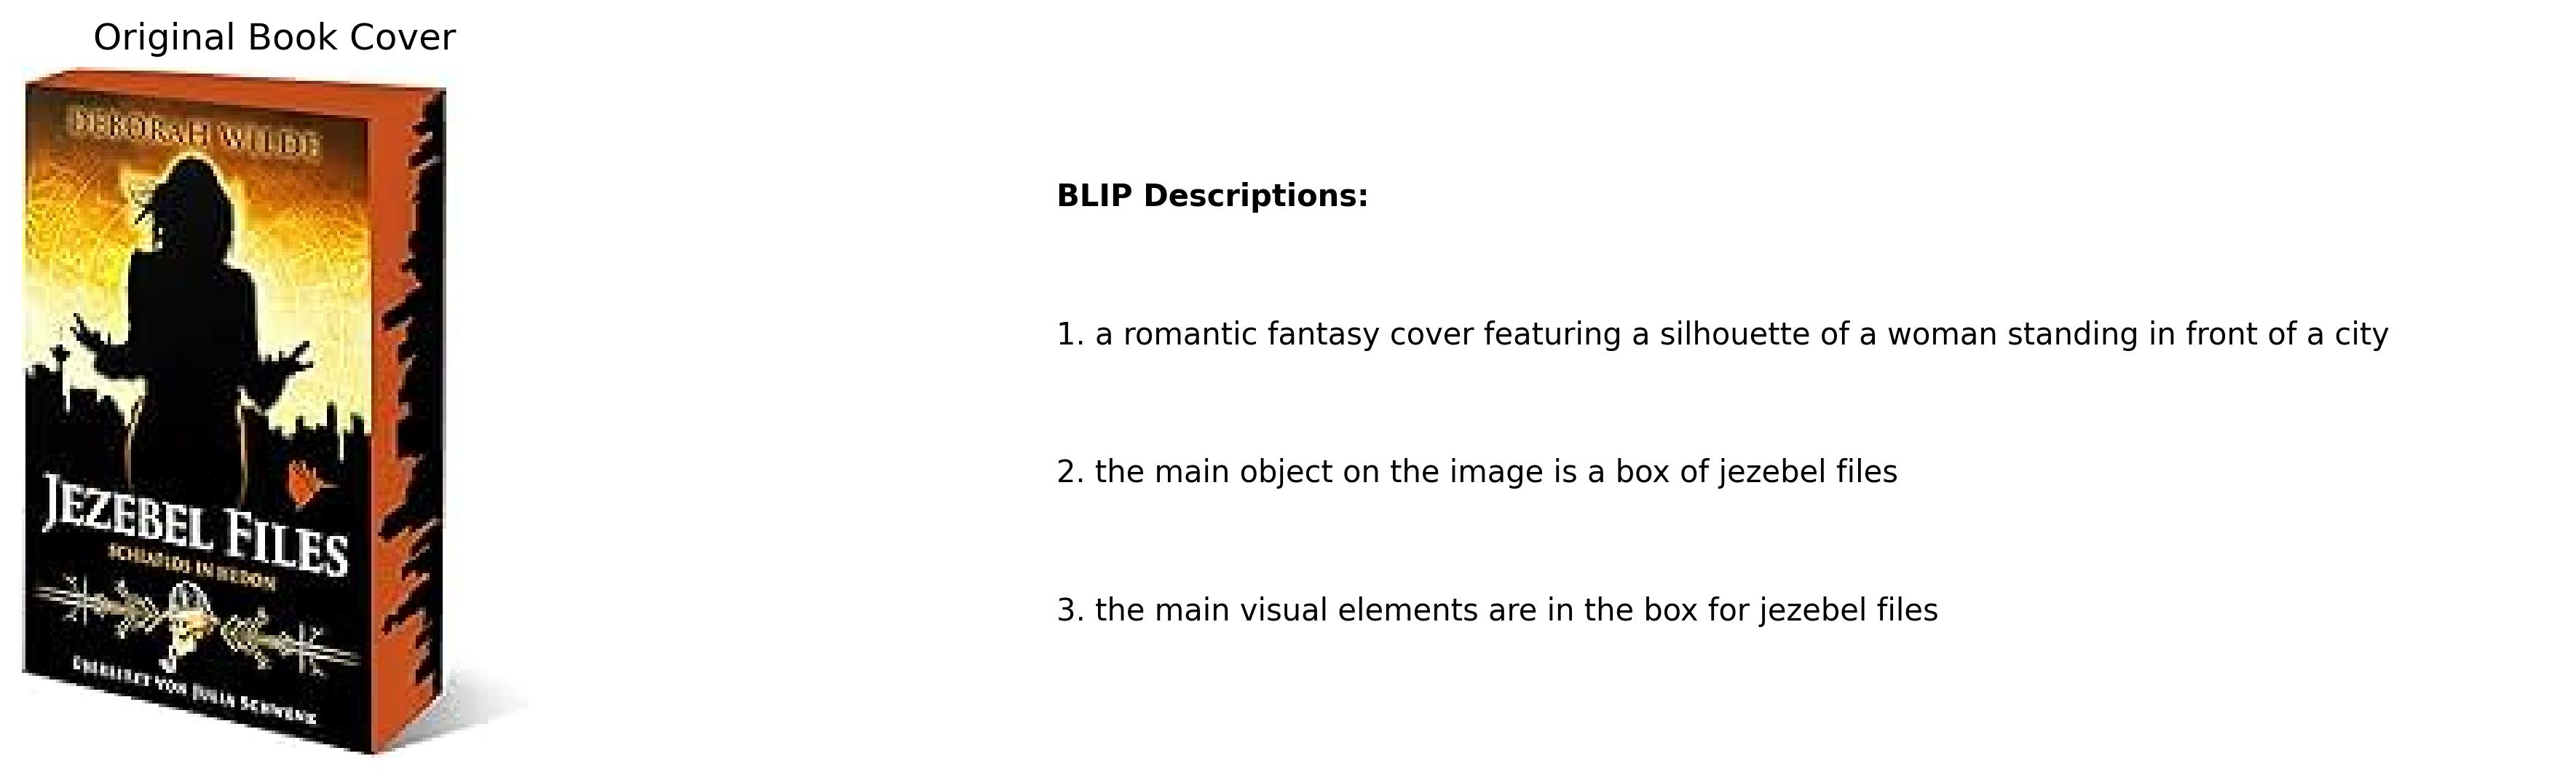 Original Book Cover
DEBORAH WILDE
JEZEBEL FILES
SCHLAFLOS IN HEDON
ÜBERSETZT VON JULIA SCHWENK
BLIP Descriptions:
1. a romantic fantasy cover featuring a silhouette of a woman standing in front of a city
2. the main object on the image is a box of jezebel files
3. the main visual elements are in the box for jezebel files